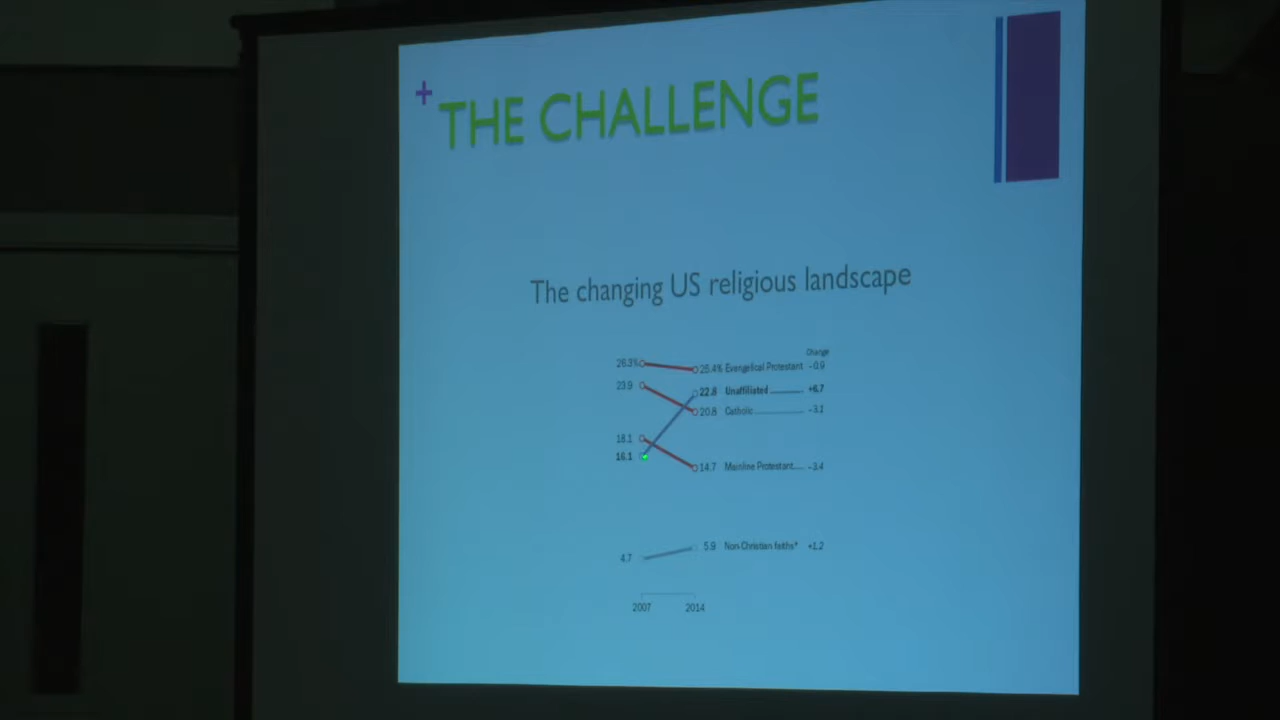 +
THE CHALLENGE
The changing US religious landscape
Change
26.3% 25.4% Evangelical Protestant -0.9
23.9 22.8 Unaffiliated +6.7
20.8 Catholic -3.1
18.1
16.1 14.7 Mainline Protestant -3.4
4.7 5.9 Non-Christian faiths* +1.2
2007 2014